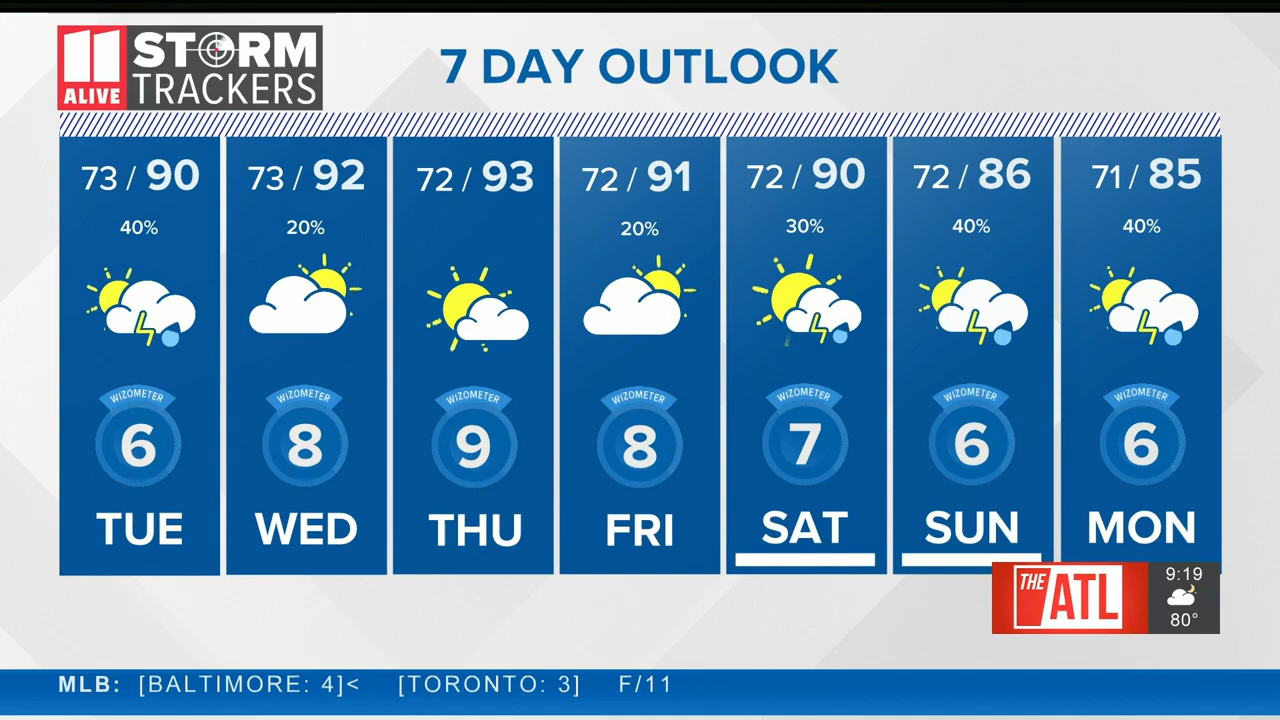 11 ALIVE STORM TRACKERS
7 DAY OUTLOOK
73 / 90
40%
WIZOMETER
6
TUE
73 / 92
20%
WIZOMETER
8
WED
72 / 93
WIZOMETER
9
THU
72 / 91
20%
WIZOMETER
8
FRI
72 / 90
30%
WIZOMETER
7
SAT
72 / 86
40%
WIZOMETER
6
SUN
71 / 85
40%
WIZOMETER
6
MON
THE ATL
9:19
80°
MLB: [BALTIMORE: 4]< [TORONTO: 3] F/11